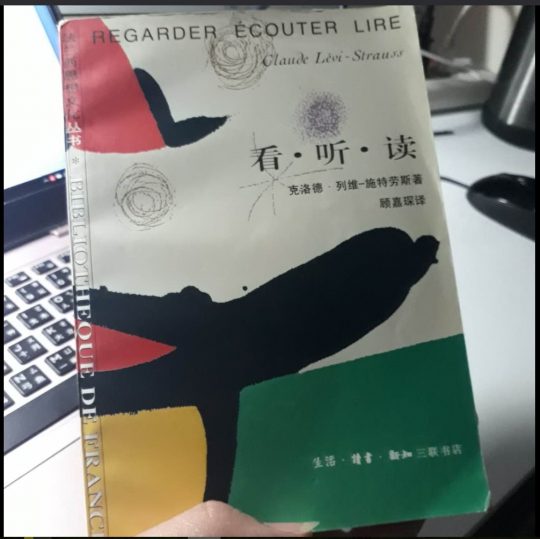 REGARDER ÉCOUTER LIRE
Claude Lévi-Strauss
看·听·读
克洛德·列维-施特劳斯著
顾嘉琛译
生活·讀書·新知三联书店
丛书*BIBLIOTHEQUE DE FRANC